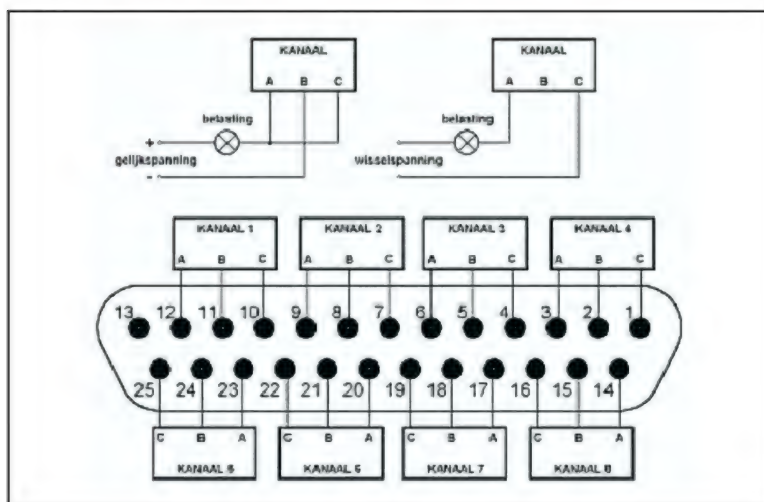 KANAAL KANAAL
A B C A B C
belasting belasting
+
gelijkspanning wisselspanning
-
KANAAL 1 KANAAL 2 KANAAL 3 KANAAL 4
A B C A B C A B C A B C
13 12 11 10 9 8 7 6 5 4 3 2 1
25 24 23 22 21 20 19 18 17 16 15 14
C B A C B A C B A C B A
KANAAL 5 KANAAL 6 KANAAL 7 KANAAL 8